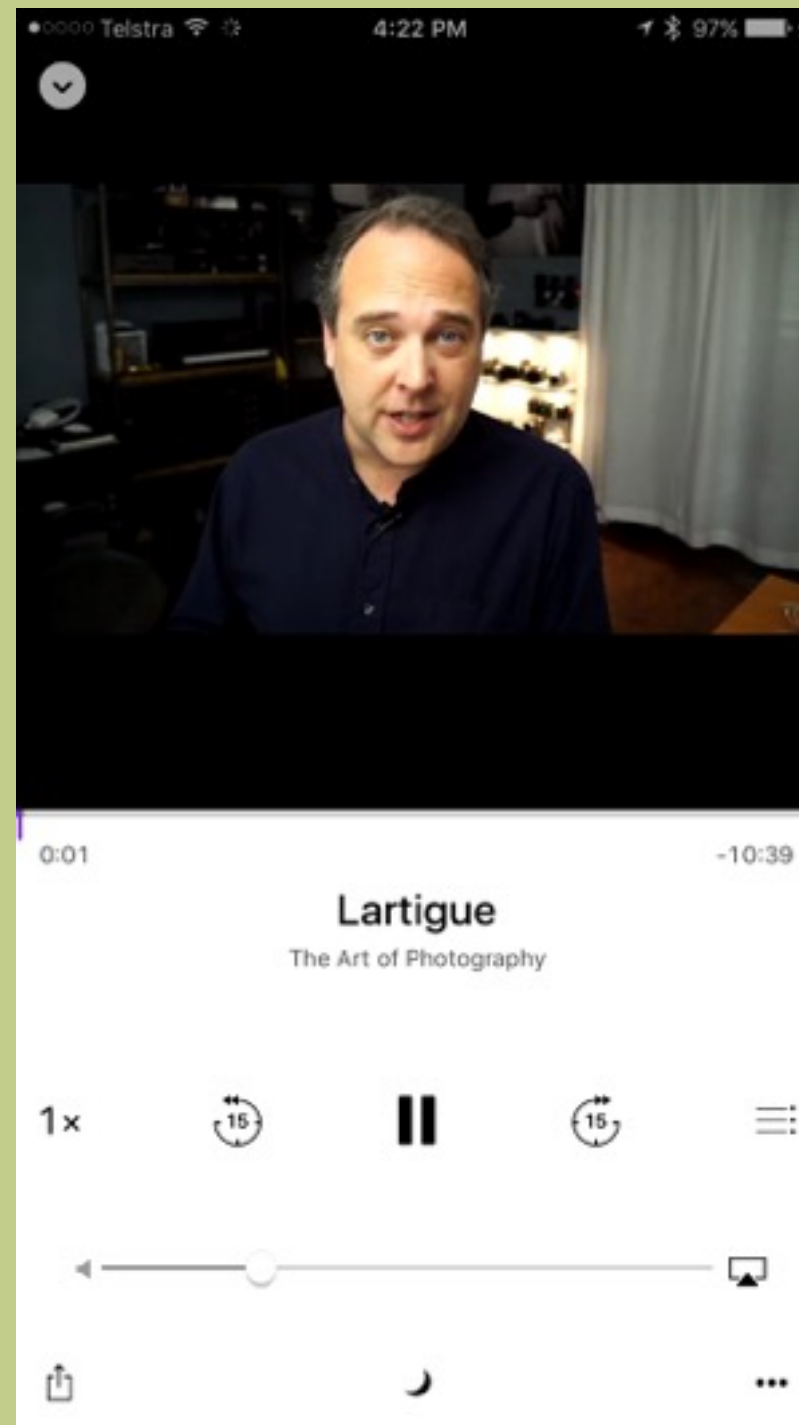 Telstra 4:22 PM 97%
0:01 -10:39
Lartigue
The Art of Photography
1× 15 15